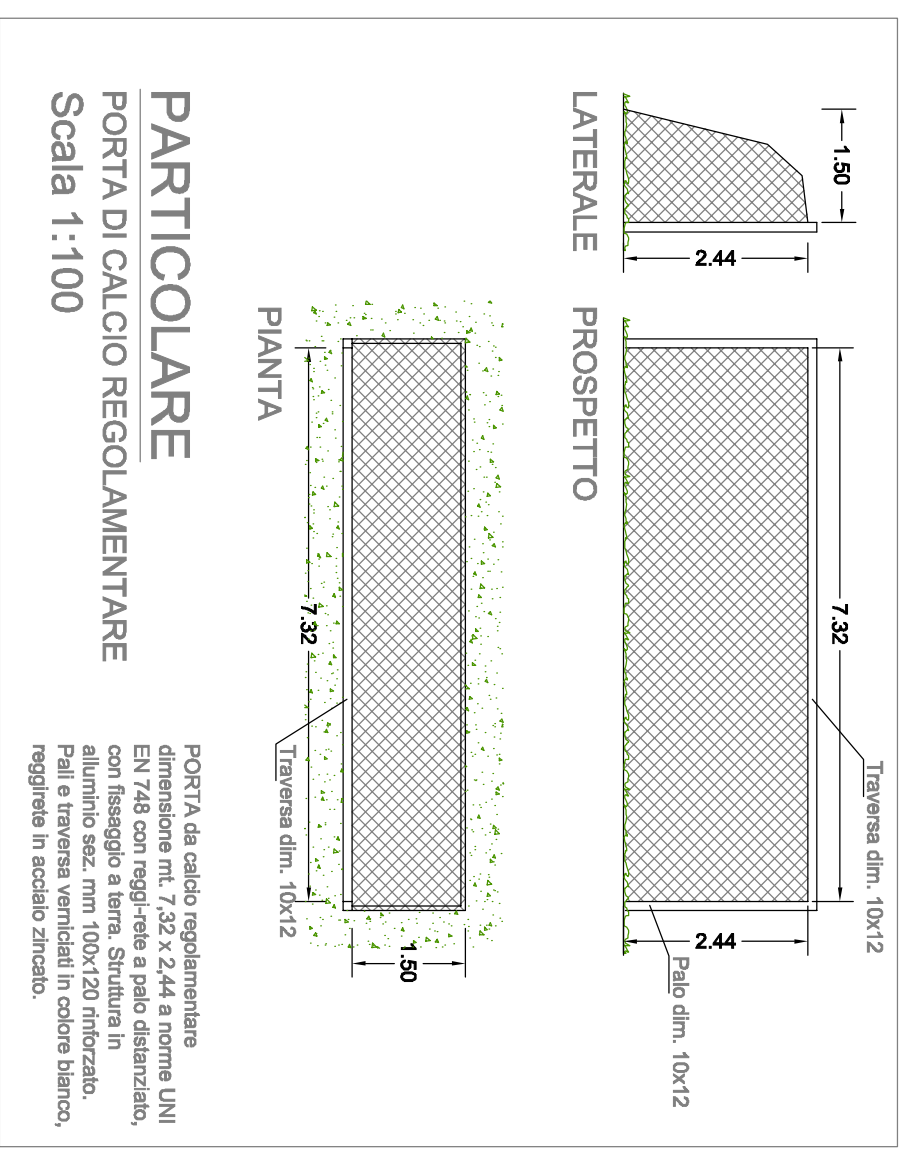 Traversa dim. 10x12
7.32
1.50
2.44
2.44
Palo dim. 10x12
LATERALE
PROSPETTO
1.50
Traversa dim. 10x12
7.32
PIANTA
PARTICOLARE
PORTA DI CALCIO REGOLAMENTARE
Scala 1:100
PORTA da calcio regolamentare
dimensione mt. 7,32 x 2,44 a norme UNI
EN 748 con reggi-rete a palo distanziato,
con fissaggio a terra. Struttura in
alluminio sez. mm 100x120 rinforzato.
Pali e traversa verniciati in colore bianco,
reggirete in acciaio zincato.